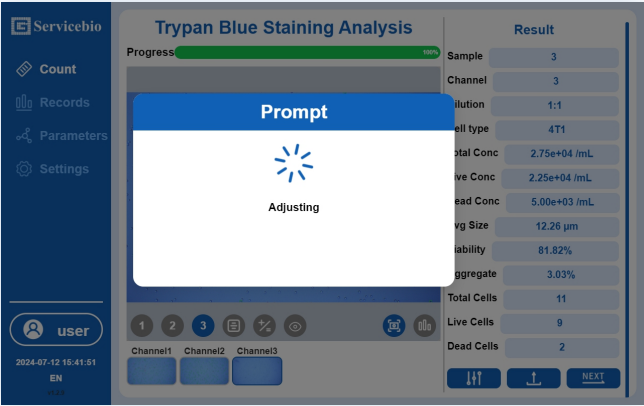 Servicebio
Count
Records
Parameters
Settings
user
2024-07-12 15:41:51
EN
Trypan Blue Staining Analysis
Progress 100%
Prompt
Adjusting
1 2 3
Channel1 Channel2 Channel3
Result
Sample 3
Channel 3
ilution 1:1
ell type 4T1
otal Conc 2.75e+04 /mL
ive Conc 2.25e+04 /mL
ead Conc 5.00e+03 /mL
vg Size 12.26 μm
iability 81.82%
ggregate 3.03%
Total Cells 11
Live Cells 9
Dead Cells 2
NEXT